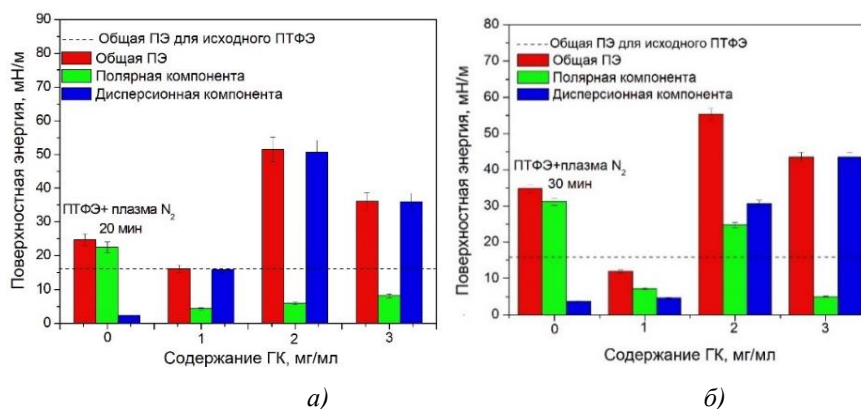 90
80
70
60
50
40
30
20
10
0
Поверхностная энергия, мН/м
Общая ПЭ для исходного ПТФЭ
Общая ПЭ
Полярная компонента
Дисперсионная компонента
ПТФЭ+ плазма N2
20 мин
0 1 2 3
Содержание ГК, мг/мл
а)
80
70
60
50
40
30
20
10
0
Поверхностная энергия, мН/м
Общая ПЭ для исходного ПТФЭ
Общая ПЭ
Полярная компонента
Дисперсионная компонента
ПТФЭ+плазма N2
30 мин
0 1 2 3
Содержание ГК, мг/мл
б)